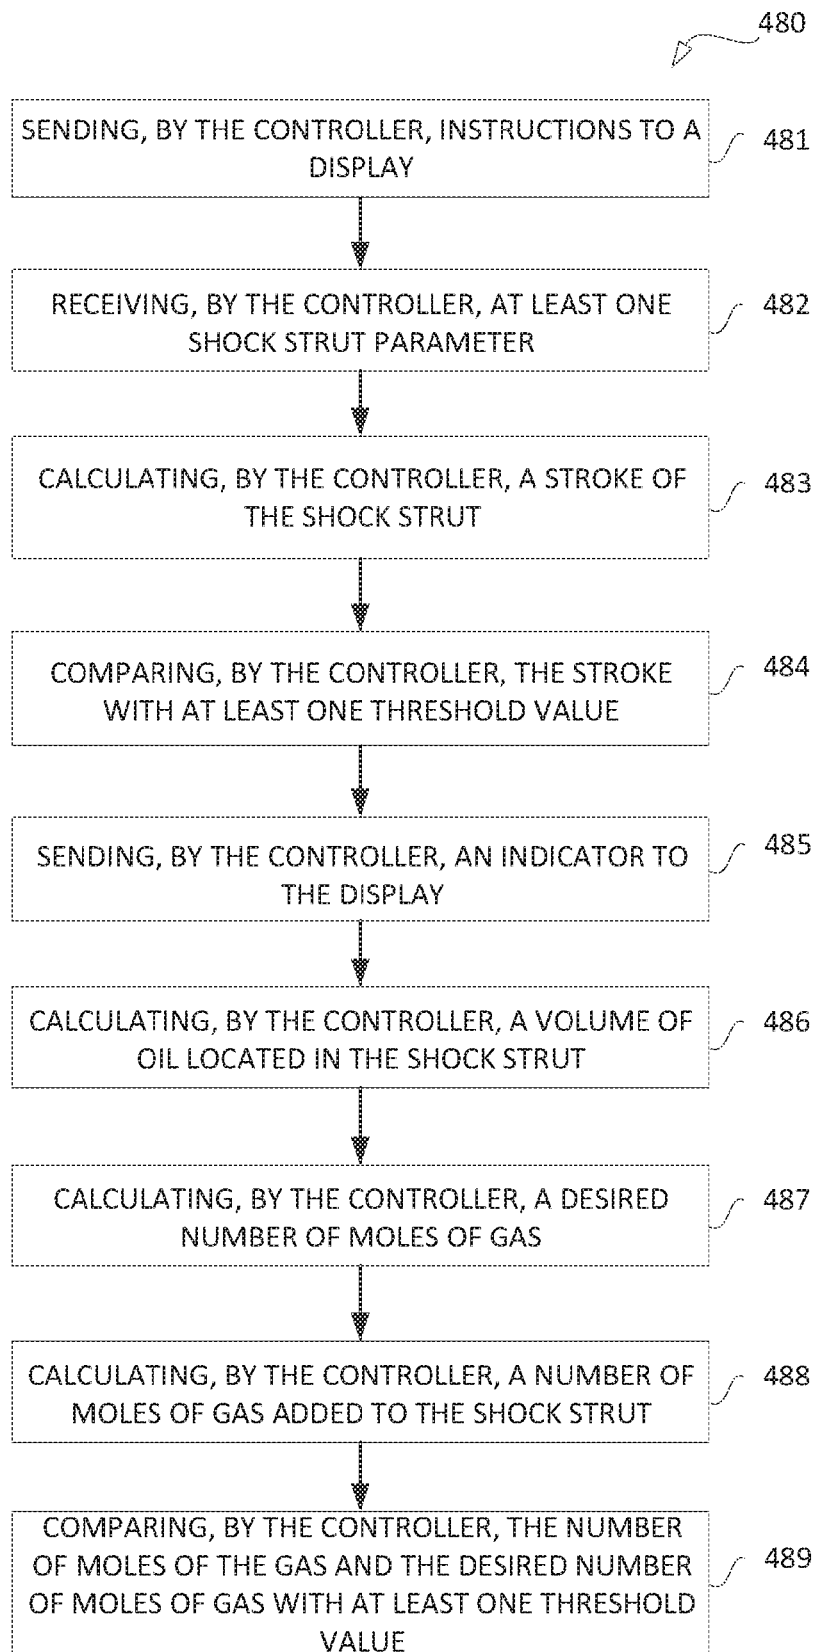 480
SENDING, BY THE CONTROLLER, INSTRUCTIONS TO A
DISPLAY
481
RECEIVING, BY THE CONTROLLER, AT LEAST ONE
SHOCK STRUT PARAMETER
482
CALCULATING, BY THE CONTROLLER, A STROKE OF
THE SHOCK STRUT
483
COMPARING, BY THE CONTROLLER, THE STROKE
WITH AT LEAST ONE THRESHOLD VALUE
484
SENDING, BY THE CONTROLLER, AN INDICATOR TO
THE DISPLAY
485
CALCULATING, BY THE CONTROLLER, A VOLUME OF
OIL LOCATED IN THE SHOCK STRUT
486
CALCULATING, BY THE CONTROLLER, A DESIRED
NUMBER OF MOLES OF GAS
487
CALCULATING, BY THE CONTROLLER, A NUMBER OF
MOLES OF GAS ADDED TO THE SHOCK STRUT
488
COMPARING, BY THE CONTROLLER, THE NUMBER
OF MOLES OF THE GAS AND THE DESIRED NUMBER
OF MOLES OF GAS WITH AT LEAST ONE THRESHOLD
VALUE
489